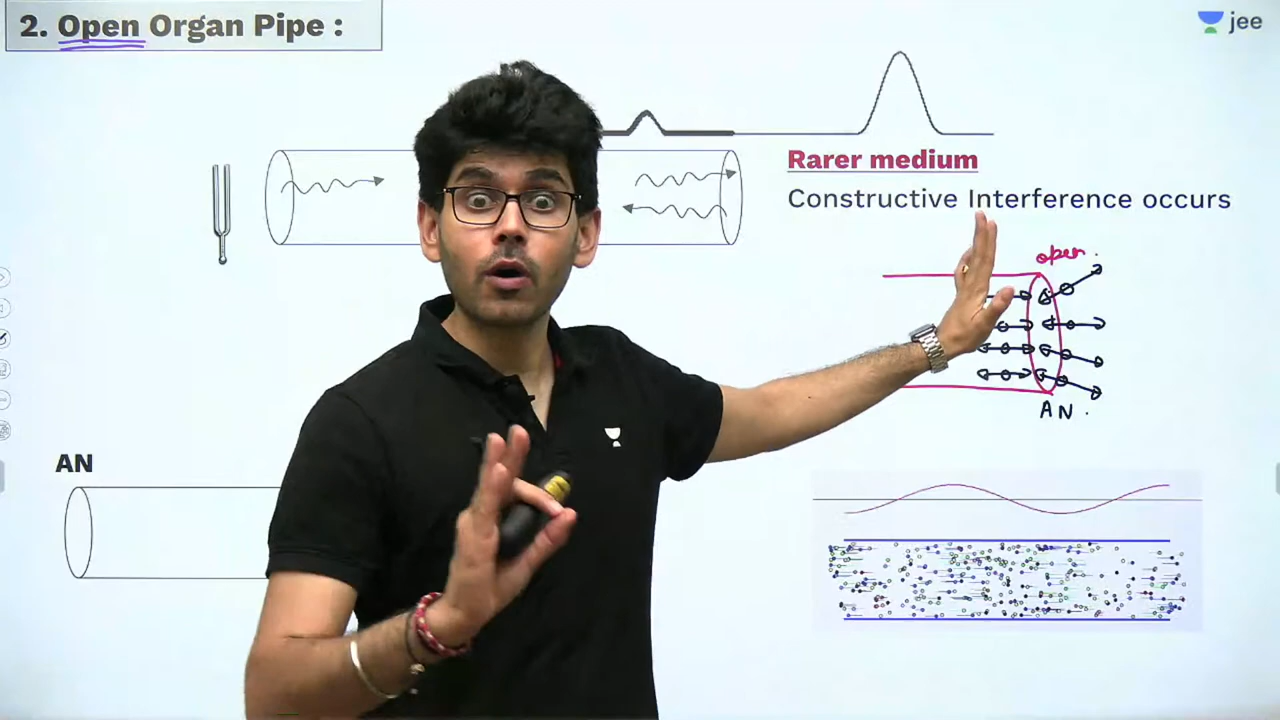 2. Open Organ Pipe :
jee
Rarer medium
Constructive Interference occurs
open.
AN.
AN